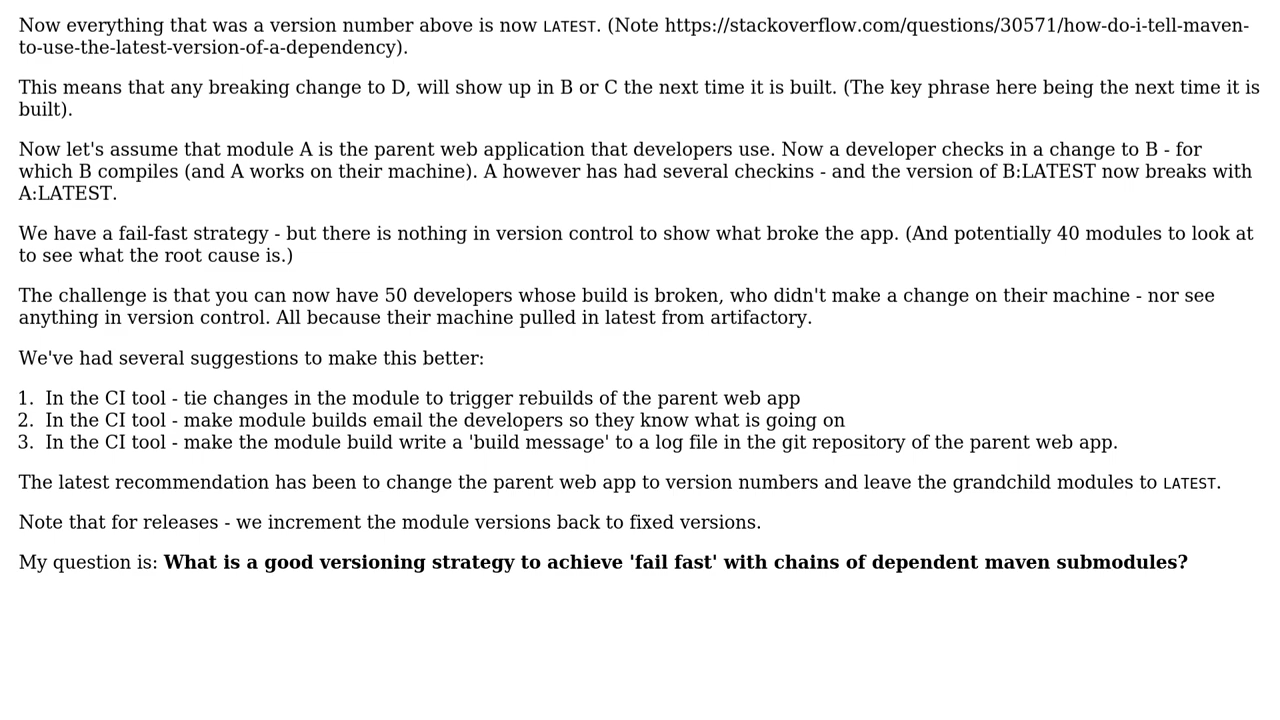 Now everything that was a version number above is now LATEST. (Note https://stackoverflow.com/questions/30571/how-do-i-tell-maven-
to-use-the-latest-version-of-a-dependency).
This means that any breaking change to D, will show up in B or C the next time it is built. (The key phrase here being the next time it is
built).
Now let's assume that module A is the parent web application that developers use. Now a developer checks in a change to B - for
which B compiles (and A works on their machine). A however has had several checkins - and the version of B:LATEST now breaks with
A:LATEST.
We have a fail-fast strategy - but there is nothing in version control to show what broke the app. (And potentially 40 modules to look at
to see what the root cause is.)
The challenge is that you can now have 50 developers whose build is broken, who didn't make a change on their machine - nor see
anything in version control. All because their machine pulled in latest from artifactory.
We've had several suggestions to make this better:
1. In the CI tool - tie changes in the module to trigger rebuilds of the parent web app
2. In the CI tool - make module builds email the developers so they know what is going on
3. In the CI tool - make the module build write a 'build message' to a log file in the git repository of the parent web app.
The latest recommendation has been to change the parent web app to version numbers and leave the grandchild modules to LATEST.
Note that for releases - we increment the module versions back to fixed versions.
My question is: What is a good versioning strategy to achieve 'fail fast' with chains of dependent maven submodules?